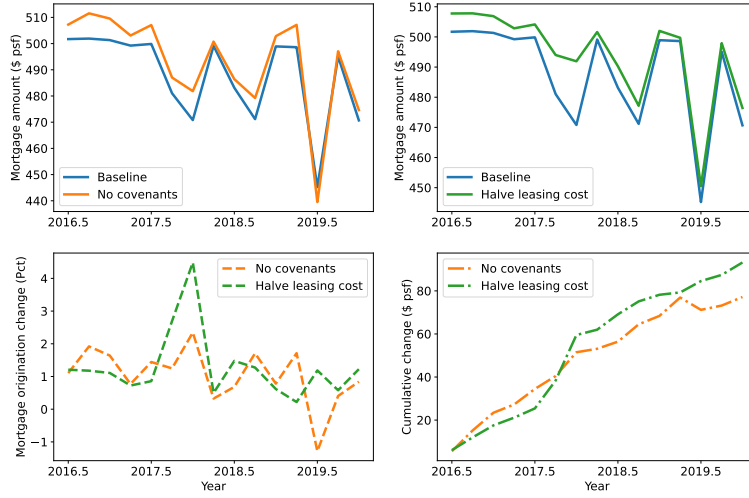 Mortgage amount ($ psf)
510
500
490
480
470
460
450
440
Baseline
No covenants
2016.5
2017.5
2018.5
2019.5
Mortgage amount ($ psf)
510
500
490
480
470
460
450
Baseline
Halve leasing cost
2016.5
2017.5
2018.5
2019.5
Mortgage origination change (Pct)
4
3
2
1
0
−1
No covenants
Halve leasing cost
2016.5
2017.5
2018.5
2019.5
Year
Cumulative change ($ psf)
80
60
40
20
No covenants
Halve leasing cost
2016.5
2017.5
2018.5
2019.5
Year